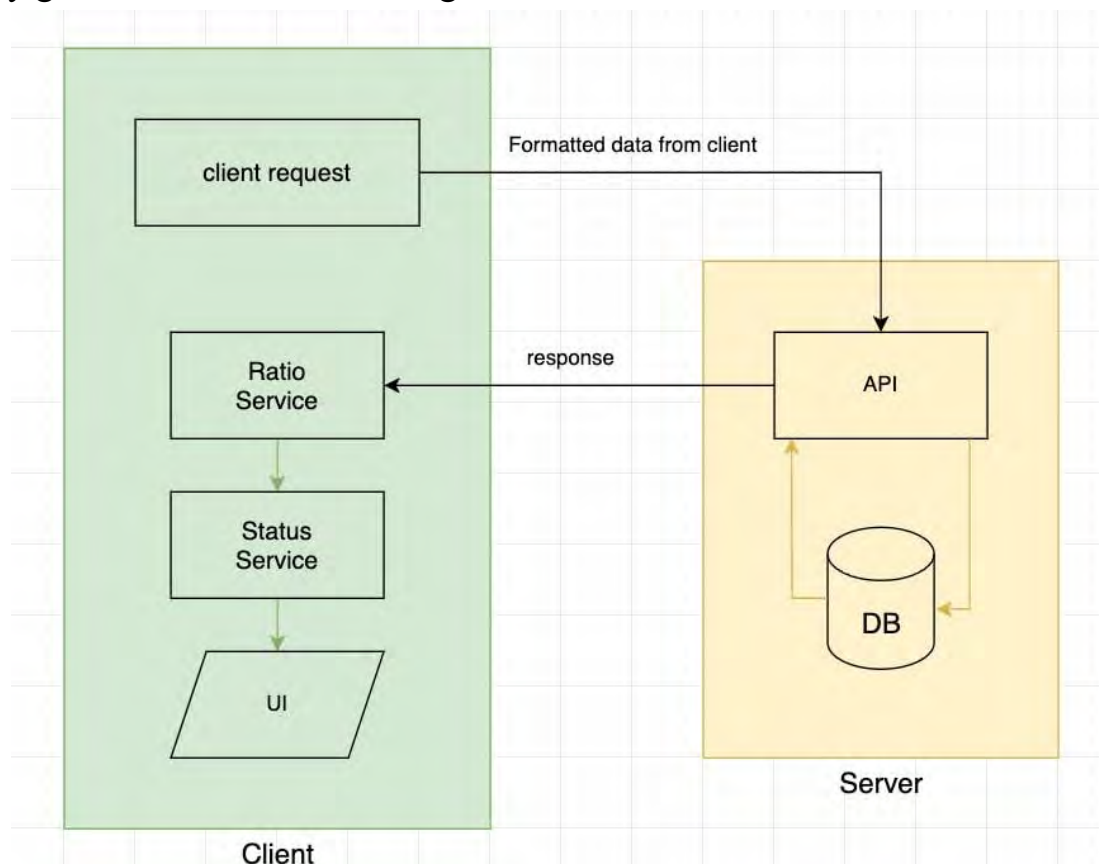 Formatted data from client
client request
Ratio
Service
response
API
Status
Service
DB
UI
Server
Client